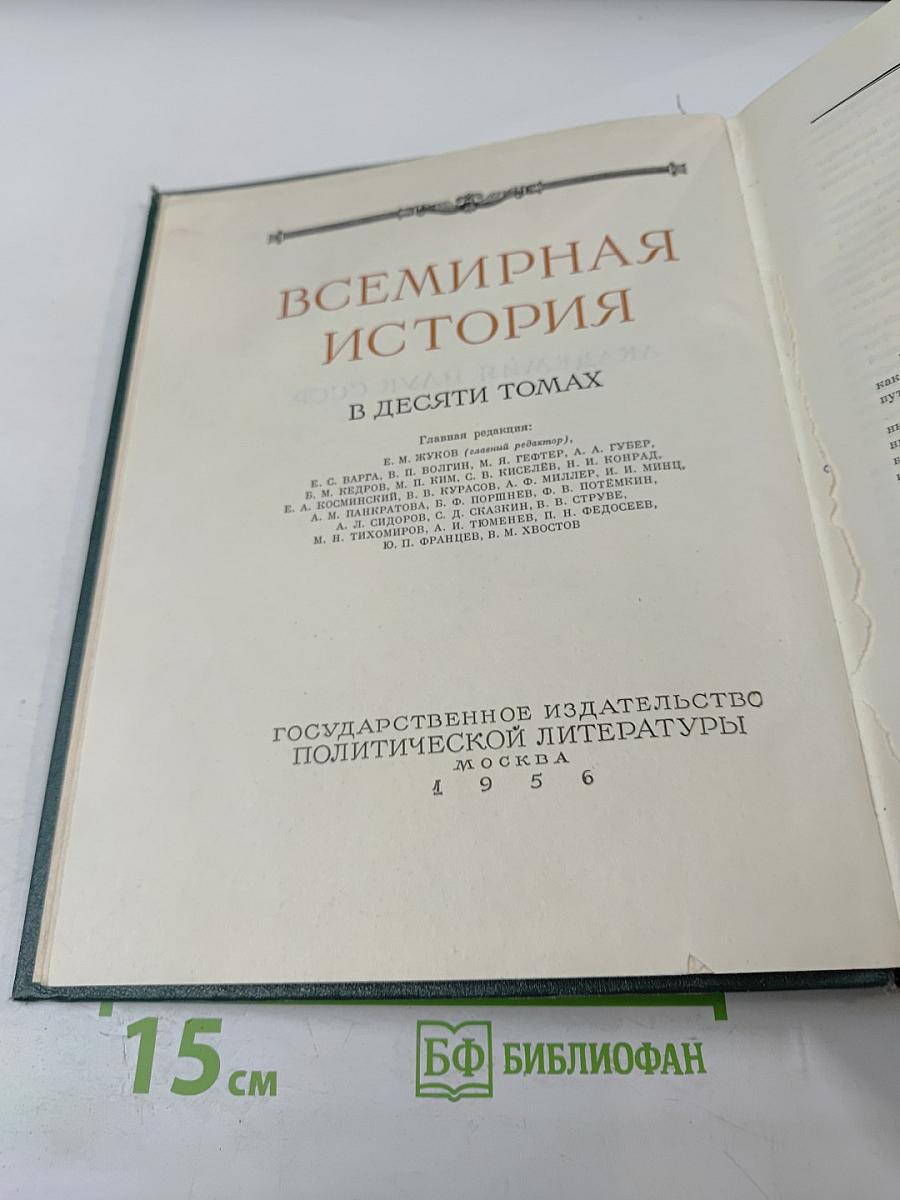 ВСЕМИРНАЯ
ИСТОРИЯ
В ДЕСЯТИ ТОМАХ
Главная редакция:
Е. М. ЖУКОВ (главный редактор),
Е. С. ВАРГА, В. П. ВОЛГИН, М. Я. ГЕФТЕР, А. А. ГУБЕР,
Б. М. КЕДРОВ, М. П. КИМ, С. В. КИСЕЛЁВ, Н. И. КОНРАД,
Е. А. КОСМИНСКИЙ, В. В. КУРАСОВ, А. Ф. МИЛЛЕР, И. И. МИНЦ,
А. М. ПАНКРАТОВА, Б. Ф. ПОРШНЕВ, Ф. В. ПОТЁМКИН,
А. Л. СИДОРОВ, С. Д. СКАЗКИН, В. В. СТРУВЕ,
М. Н. ТИХОМИРОВ, А. И. ТЮМЕНЕВ, П. Н. ФЕДОСЕЕВ,
Ю. П. ФРАНЦЕВ, В. М. ХВОСТОВ
ГОСУДАРСТВЕННОЕ ИЗДАТЕЛЬСТВО
ПОЛИТИЧЕСКОЙ ЛИТЕРАТУРЫ
МОСКВА
1956
как
15 см
БФ БИБЛИОФАН